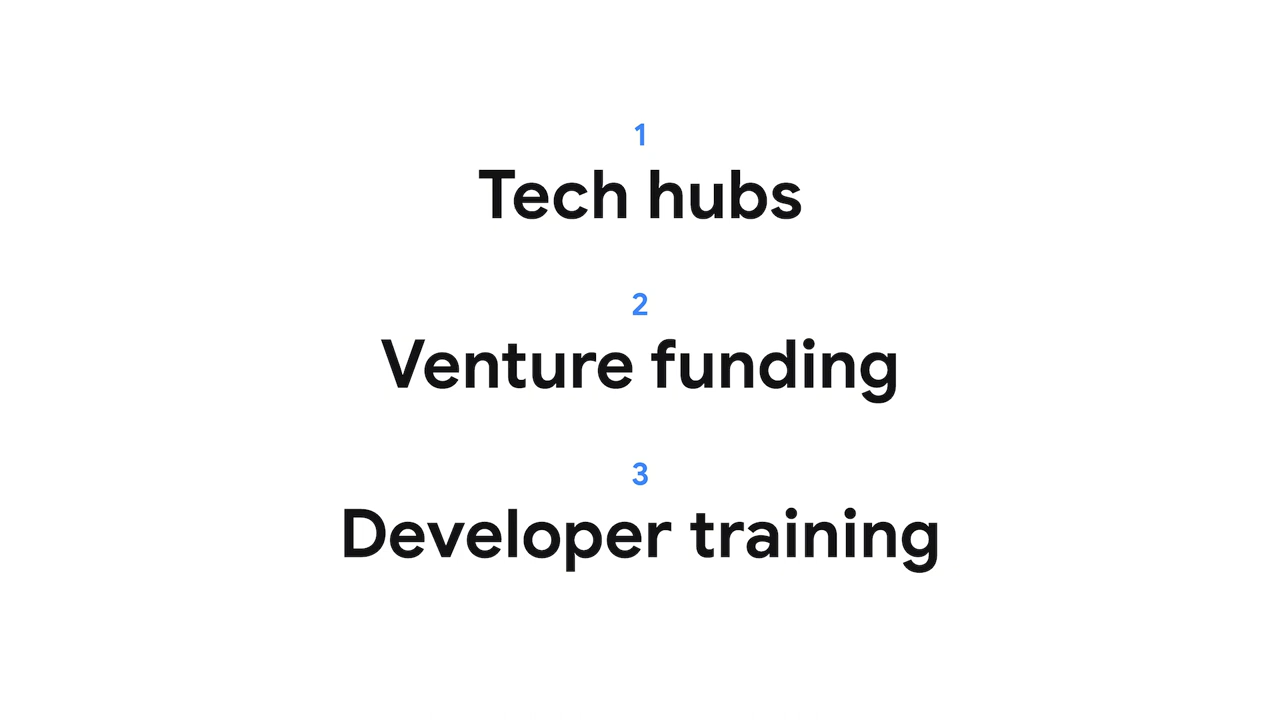 1
Tech hubs
2
Venture funding
3
Developer training